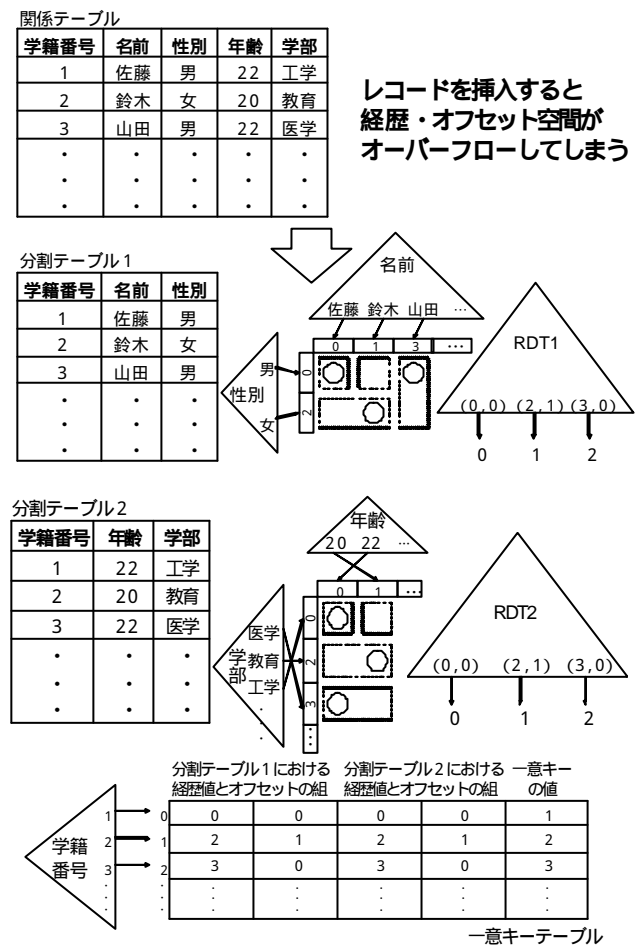 関係テーブル
学籍番号 名前 性別 年齢 学部
1 佐藤 男 22 工学
2 鈴木 女 20 教育
3 山田 男 22 医学
・ ・ ・ ・ ・
・ ・ ・ ・ ・
・ ・ ・ ・ ・
レコードを挿入すると
経歴・オフセット空間が
オーバーフローしてしまう
分割テーブル1
学籍番号 名前 性別
1 佐藤 男
2 鈴木 女
3 山田 男
・ ・ ・
・ ・ ・
・ ・ ・
名前
佐藤 鈴木 山田 …
0 1 3 …
性別
男
女
0
2
RDT1
(0,0) (2,1) (3,0)
0 1 2
分割テーブル2
学籍番号 年齢 学部
1 22 工学
2 20 教育
3 22 医学
・ ・ ・
・ ・ ・
・ ・ ・
年齢
20 22 …
0 1 …
学部
医学
教育
工学
・
・
0
2
3
…
RDT2
(0,0) (2,1) (3,0)
0 1 2
分割テーブル1における
経歴値とオフセットの組
分割テーブル2における
経歴値とオフセットの組
一意キー
の値
学籍
番号
1 0 0 0 0 0 1
2 1 2 1 2 1 2
3 2 3 0 3 0 3
一意キーテーブル